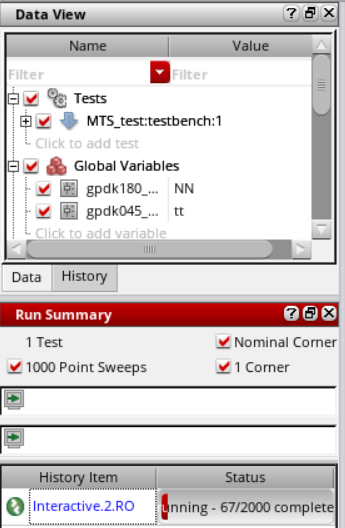 Data View
Name Value
Filter Filter
Tests
MTS_test:testbench:1
Click to add test
Global Variables
gpdk180_... NN
gpdk045_... tt
Click to add variable
Data History
Run Summary
1 Test Nominal Corner
1000 Point Sweeps 1 Corner
History Item Status
Interactive.2.RO unning - 67/2000 complete